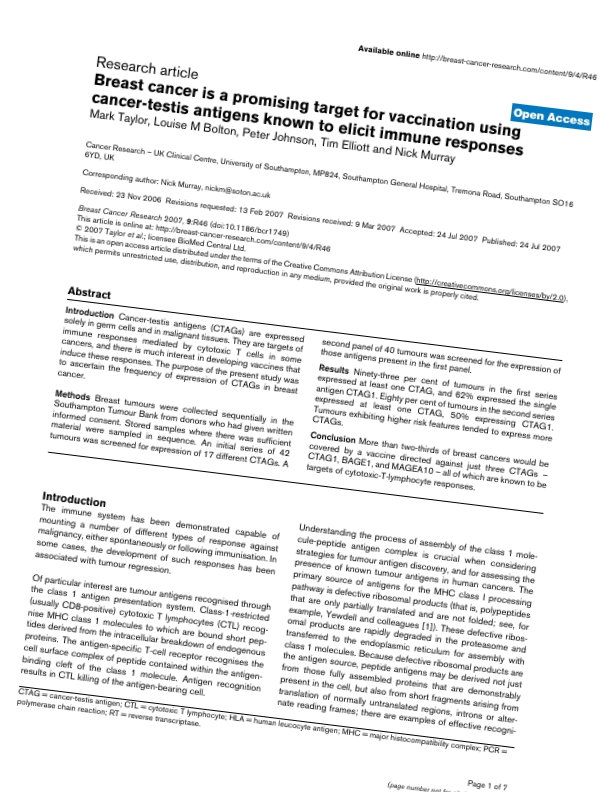 Available online http://breast-cancer-research.com/content/9/4/R46
Research article
Open Access
Breast cancer is a promising target for vaccination using
cancer-testis antigens known to elicit immune responses
Mark Taylor, Louise M Bolton, Peter Johnson, Tim Elliott and Nick Murray
Cancer Research – UK Clinical Centre, University of Southampton, MP824, Southampton General Hospital, Tremona Road, Southampton SO16
6YD, UK
Corresponding author: Nick Murray, nickm@soton.ac.uk
Received: 23 Nov 2006 Revisions requested: 13 Feb 2007 Revisions received: 9 Mar 2007 Accepted: 24 Jul 2007 Published: 24 Jul 2007
Breast Cancer Research 2007, 9:R46 (doi:10.1186/bcr1749)
This article is online at: http://breast-cancer-research.com/content/9/4/R46
© 2007 Taylor et al.; licensee BioMed Central Ltd.
This is an open access article distributed under the terms of the Creative Commons Attribution License (http://creativecommons.org/licenses/by/2.0),
which permits unrestricted use, distribution, and reproduction in any medium, provided the original work is properly cited.
Abstract
Introduction Cancer-testis antigens (CTAGs) are expressed
solely in germ cells and in malignant tissues. They are targets of
immune responses mediated by cytotoxic T cells in some
cancers, and there is much interest in developing vaccines that
induce these responses. The purpose of the present study was
to ascertain the frequency of expression of CTAGs in breast
cancer.
Methods Breast tumours were collected sequentially in the
Southampton Tumour Bank from donors who had given written
informed consent. Stored samples where there was sufficient
material were sampled in sequence. An initial series of 42
tumours was screened for expression of 17 different CTAGs. A
second panel of 40 tumours was screened for the expression of
those antigens present in the first panel.
Results Ninety-three per cent of tumours in the first series
expressed at least one CTAG, and 62% expressed the single
antigen CTAG1. Eighty per cent of tumours in the second series
expressed at least one CTAG, 50% expressing CTAG1.
Tumours exhibiting higher risk features tended to express more
CTAGs.
Conclusion More than two-thirds of breast cancers would be
covered by a vaccine directed against just three CTAGs –
CTAG1, BAGE1, and MAGEA10 – all of which are known to be
targets of cytotoxic-T-lymphocyte responses.
Introduction
The immune system has been demonstrated capable of
mounting a number of different types of response against
malignancy, either spontaneously or following immunisation. In
some cases, the development of such responses has been
associated with tumour regression.
Of particular interest are tumour antigens recognised through
the class 1 antigen presentation system. Class-1-restricted
(usually CD8-positive) cytotoxic T lymphocytes (CTL) recog-
nise MHC class 1 molecules to which are bound short pep-
tides derived from the intracellular breakdown of endogenous
proteins. The antigen-specific T-cell receptor recognises the
cell surface complex of peptide contained within the antigen-
binding cleft of the class 1 molecule. Antigen recognition
results in CTL killing of the antigen-bearing cell.
Understanding the process of assembly of the class 1 mole-
cule-peptide antigen complex is crucial when considering
strategies for tumour antigen discovery, and for assessing the
presence of known tumour antigens in human cancers. The
primary source of antigens for the MHC class I processing
pathway is defective ribosomal products (that is, polypeptides
that are only partially translated and are not folded; see, for
example, Yewdell and colleagues [1]). These defective ribos-
omal products are rapidly degraded in the proteasome and
transferred to the endoplasmic reticulum for assembly with
class 1 molecules. Because defective ribosomal products are
the antigen source, peptide antigens may be derived not just
from those fully assembled proteins that are demonstrably
present in the cell, but also from short fragments arising from
translation of normally untranslated regions, introns or alter-
nate reading frames; there are examples of effective recogni-
CTAG = cancer-testis antigen; CTL = cytotoxic T lymphocyte; HLA = human leucocyte antigen; MHC = major histocompatibility complex; PCR =
polymerase chain reaction; RT = reverse transcriptase.
Page 1 of 7
(page number not for